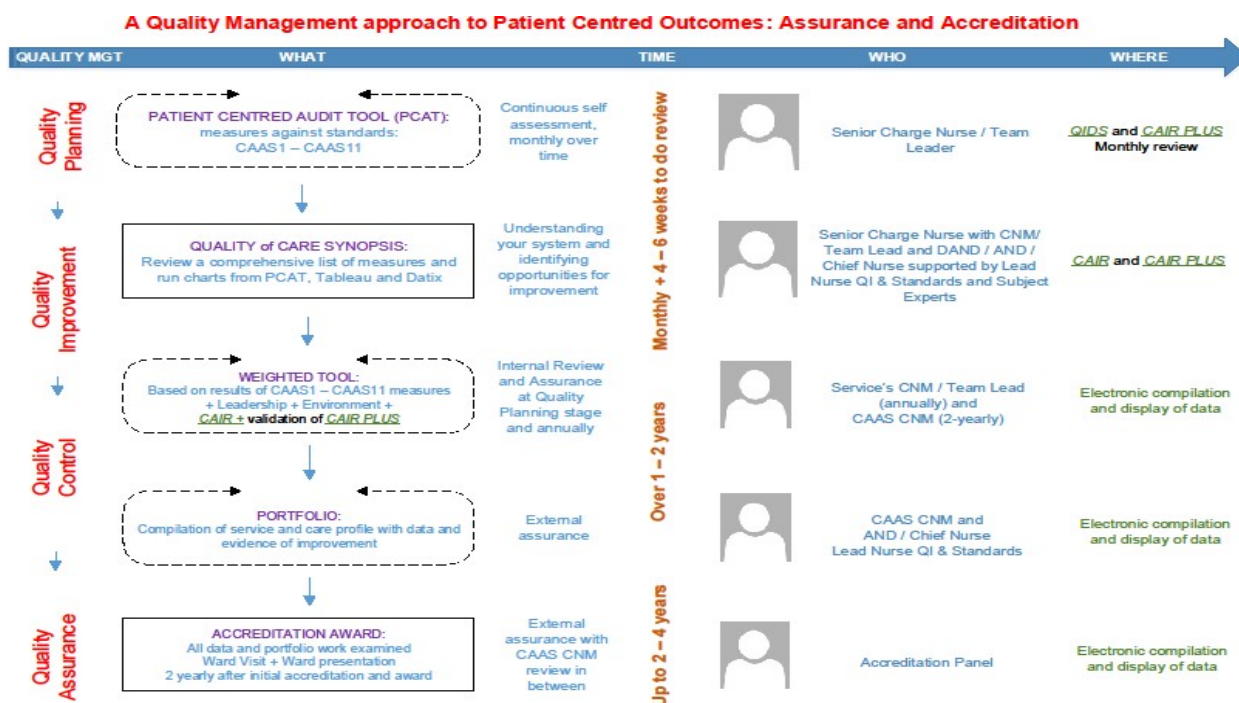 A Quality Management approach to Patient Centred Outcomes: Assurance and Accreditation
QUALITY MGT
WHAT
TIME
WHO
WHERE
Quality
Planning
PATIENT CENTRED AUDIT TOOL (PCAT):
measures against standards:
CAAS1 – CAAS11
Continuous self
assessment,
monthly over
time
Monthly + 4 – 6 weeks to do review
Senior Charge Nurse / Team
Leader
QIDS and CAIR PLUS
Monthly review
Quality
Improvement
QUALITY of CARE SYNOPSIS:
Review a comprehensive list of measures and
run charts from PCAT, Tableau and Datix
Understanding
your system and
identifying
opportunities for
improvement
Senior Charge Nurse with CNM/
Team Lead and DAND / AND /
Chief Nurse supported by Lead
Nurse QI & Standards and Subject
Experts
CAIR and CAIR PLUS
Quality
Control
WEIGHTED TOOL:
Based on results of CAAS1 – CAAS11 measures
+ Leadership + Environment +
CAIR + validation of CAIR PLUS
Internal Review
and Assurance
at Quality
Planning stage
and annually
Over 1 – 2 years
Service's CNM / Team Lead
(annually) and
CAAS CNM (2-yearly)
Electronic compilation
and display of data
PORTFOLIO:
Compilation of service and care profile with data and
evidence of improvement
External
assurance
CAAS CNM and
AND / Chief Nurse
Lead Nurse QI & Standards
Electronic compilation
and display of data
Quality
Assurance
ACCREDITATION AWARD:
All data and portfolio work examined
Ward Visit + Ward presentation
2 yearly after initial accreditation and award
External
assurance with
CAAS CNM
review in
between
Up to 2 – 4 years
Accreditation Panel
Electronic compilation
and display of data